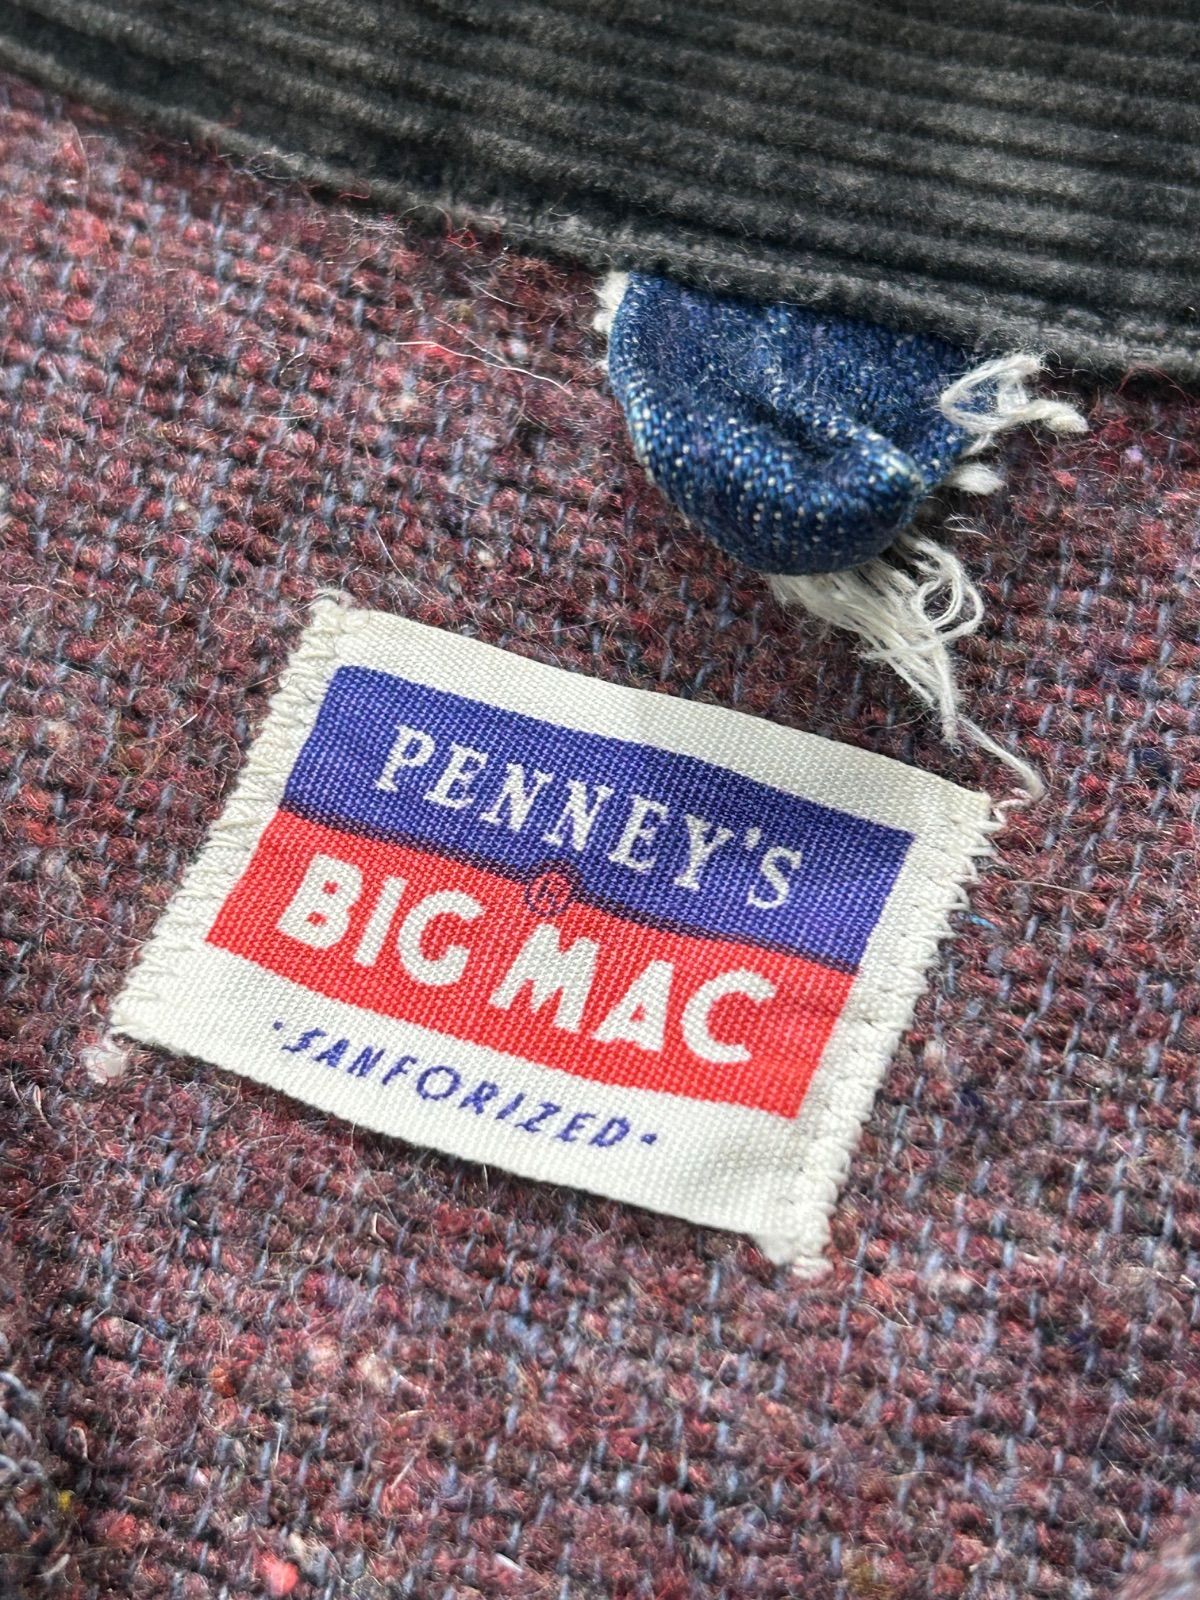 PENNEY'S
®
BIG MAC
·SANFORIZED·